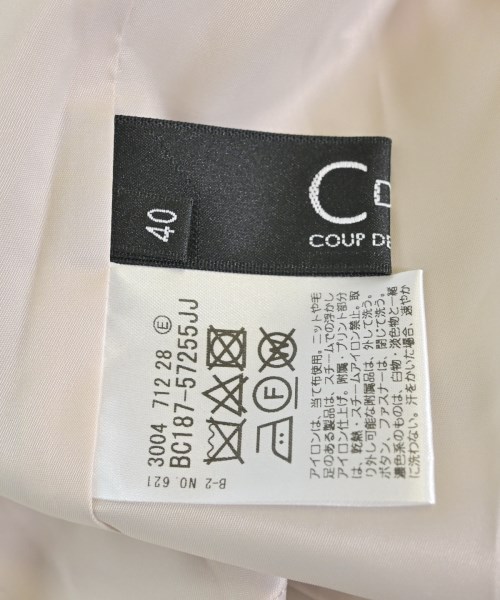 40
C
COUP DE
3004 712 28 Ⓔ
BC187-57255JJ
F
W
B-2 NO. 621
アイロンは、当て布使用。ニットや毛
足のある製品は、スチームでの浮かし
アイロン仕上げ。附属・プリント部分
は、乾熱・スチームアイロン禁止。取
り外し可能な附属品は、外して洗う。
ボタン、ファスナーは、閉じて洗う。
濃色系のものは、白物・淡色物と一緒
に洗わない。汗をかいた場合、速やか